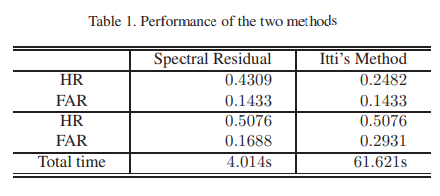 Table 1. Performance of the two methods
Spectral Residual Itti's Method
HR 0.4309 0.2482
FAR 0.1433 0.1433
HR 0.5076 0.5076
FAR 0.1688 0.2931
Total time 4.014s 61.621s